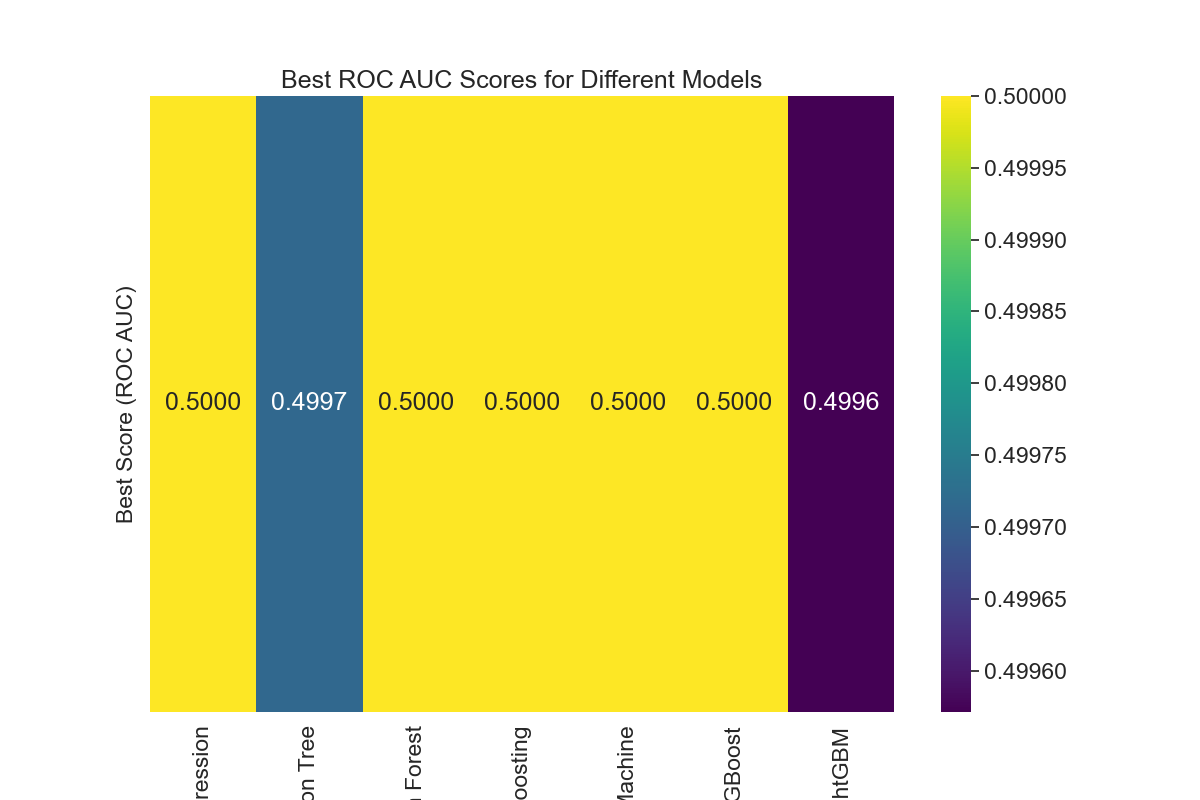 Best ROC AUC Scores for Different Models
Best Score (ROC AUC)
0.5000 0.4997 0.5000 0.5000 0.5000 0.5000 0.4996
0.50000
0.49995
0.49990
0.49985
0.49980
0.49975
0.49970
0.49965
0.49960
ression
on Tree
Forest
oosting
Machine
GBoost
htGBM